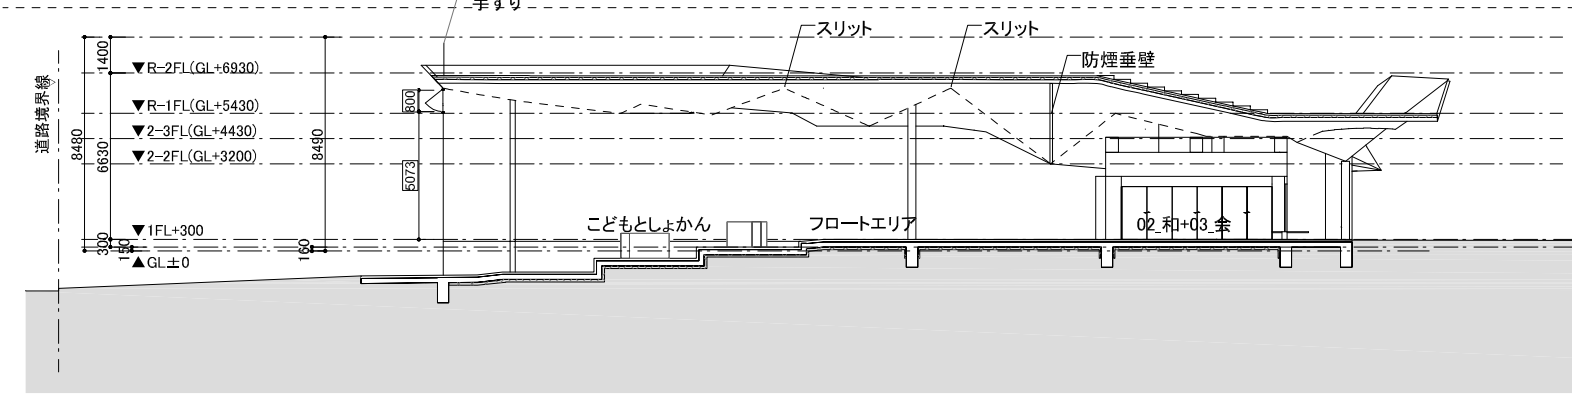 手すり
スリット
スリット
防煙垂壁
道路境界線
8480
1400
6630
300
150
▼R-2FL(GL+6930)
▼R-1FL(GL+5430)
▼2-3FL(GL+4430)
▼2-2FL(GL+3200)
▼1FL+300
▲GL±0
8490
160
800
5073
こどもとしょかん
フロートエリア
02_和+03_会